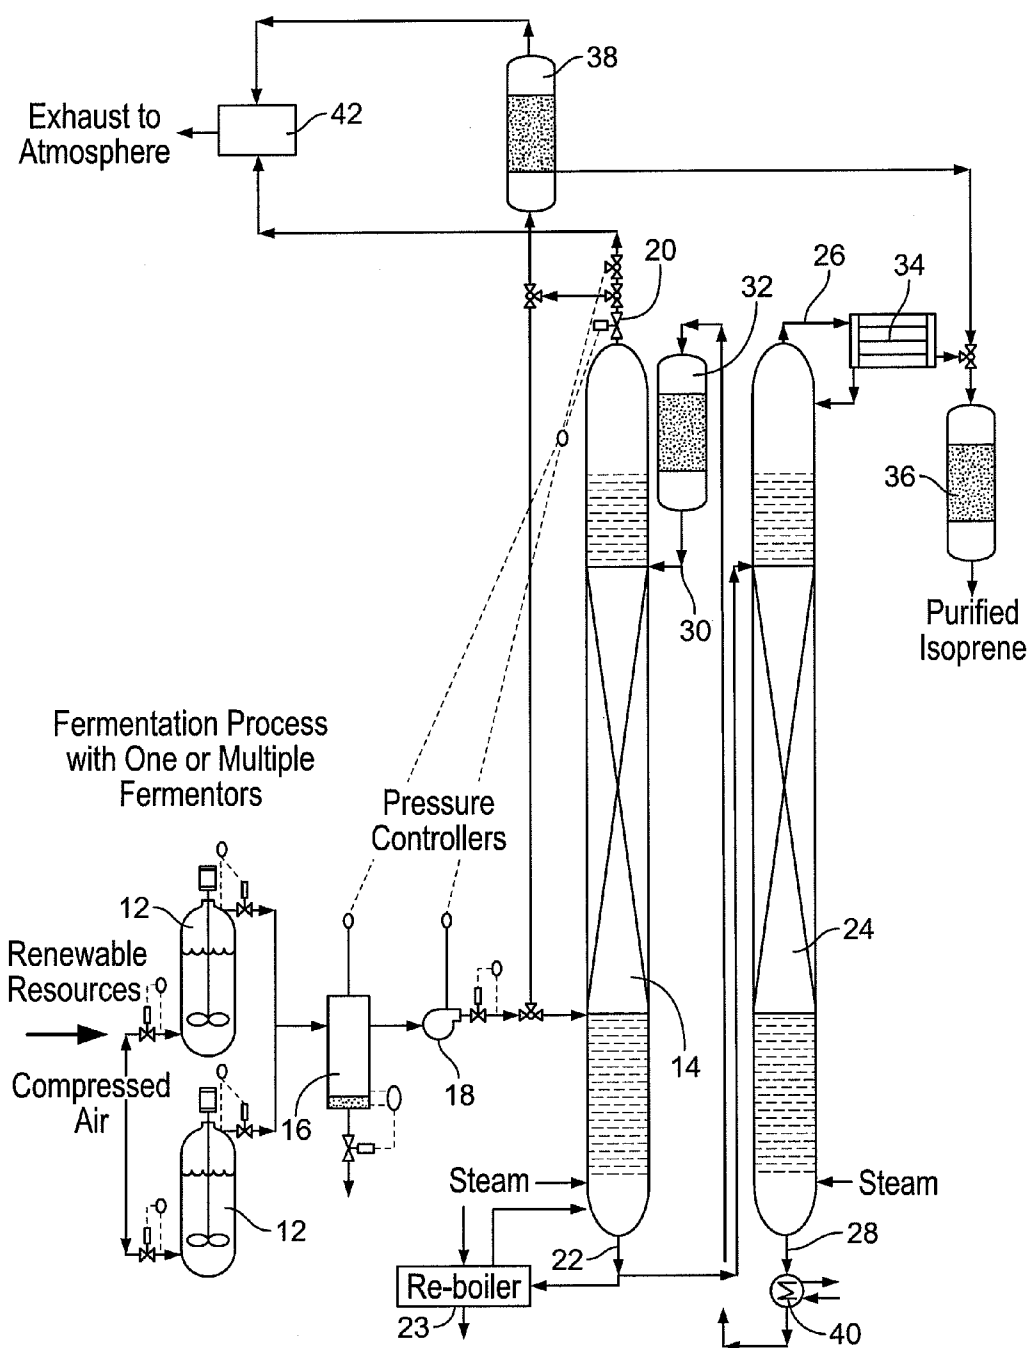 38
Exhaust to
Atmosphere
42
20
32
26
34
36
30
Purified
Isoprene
Fermentation Process
with One or Multiple
Fermentors
Pressure
Controllers
12
24
Renewable
Resources
14
Compressed
Air
16
18
Steam
Steam
12
22
28
Re-boiler
23
40